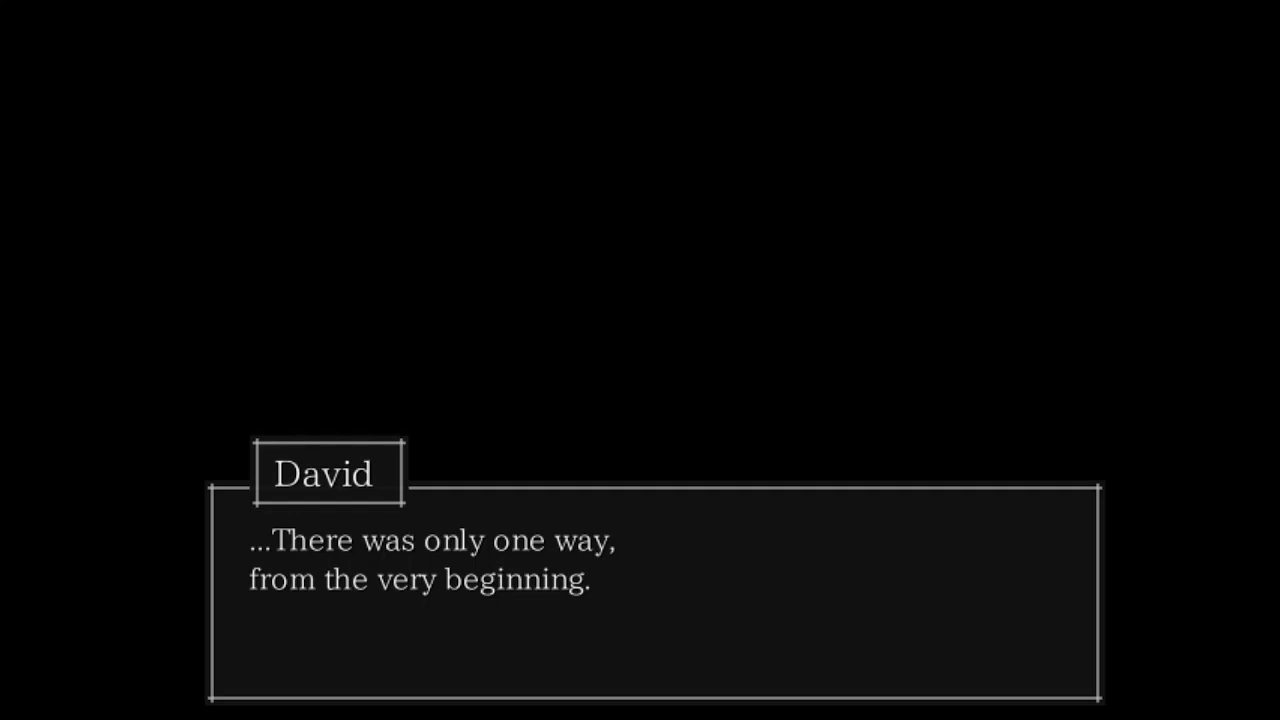 David
...There was only one way,
from the very beginning.